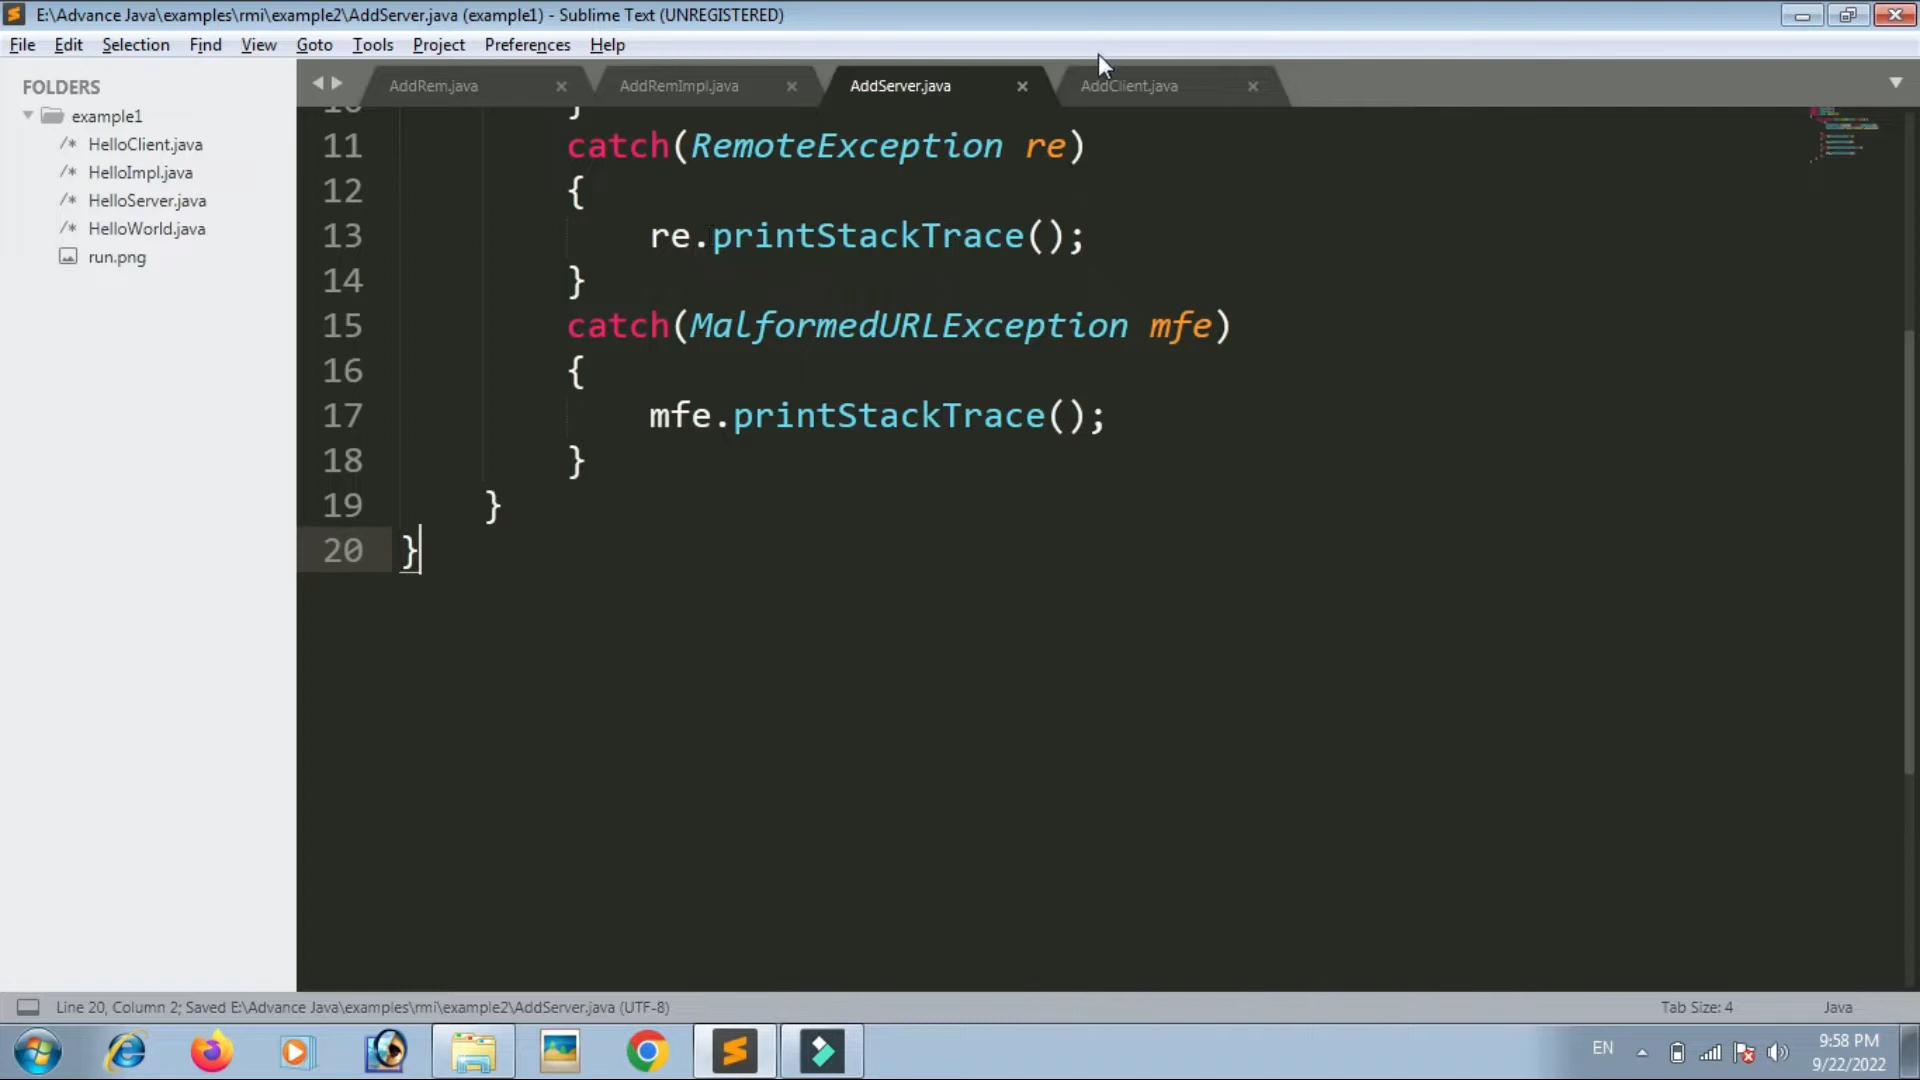 E:\Advance Java\examples\rmi\example2\AddServer.java (example1) - Sublime Text (UNREGISTERED)
File Edit Selection Find View Goto Tools Project Preferences Help
FOLDERS
example1
/* HelloClient.java
/* HelloImpl.java
/* HelloServer.java
/* HelloWorld.java
run.png
AddRem.java AddRemImpl.java AddServer.java AddClient.java
10 }
11 catch(RemoteException re)
12 {
13 re.printStackTrace();
14 }
15 catch(MalformedURLException mfe)
16 {
17 mfe.printStackTrace();
18 }
19 }
20 }
Line 20, Column 2; Saved E:\Advance Java\examples\rmi\example2\AddServer.java (UTF-8) Tab Size: 4 Java
EN
9:58 PM
9/22/2022